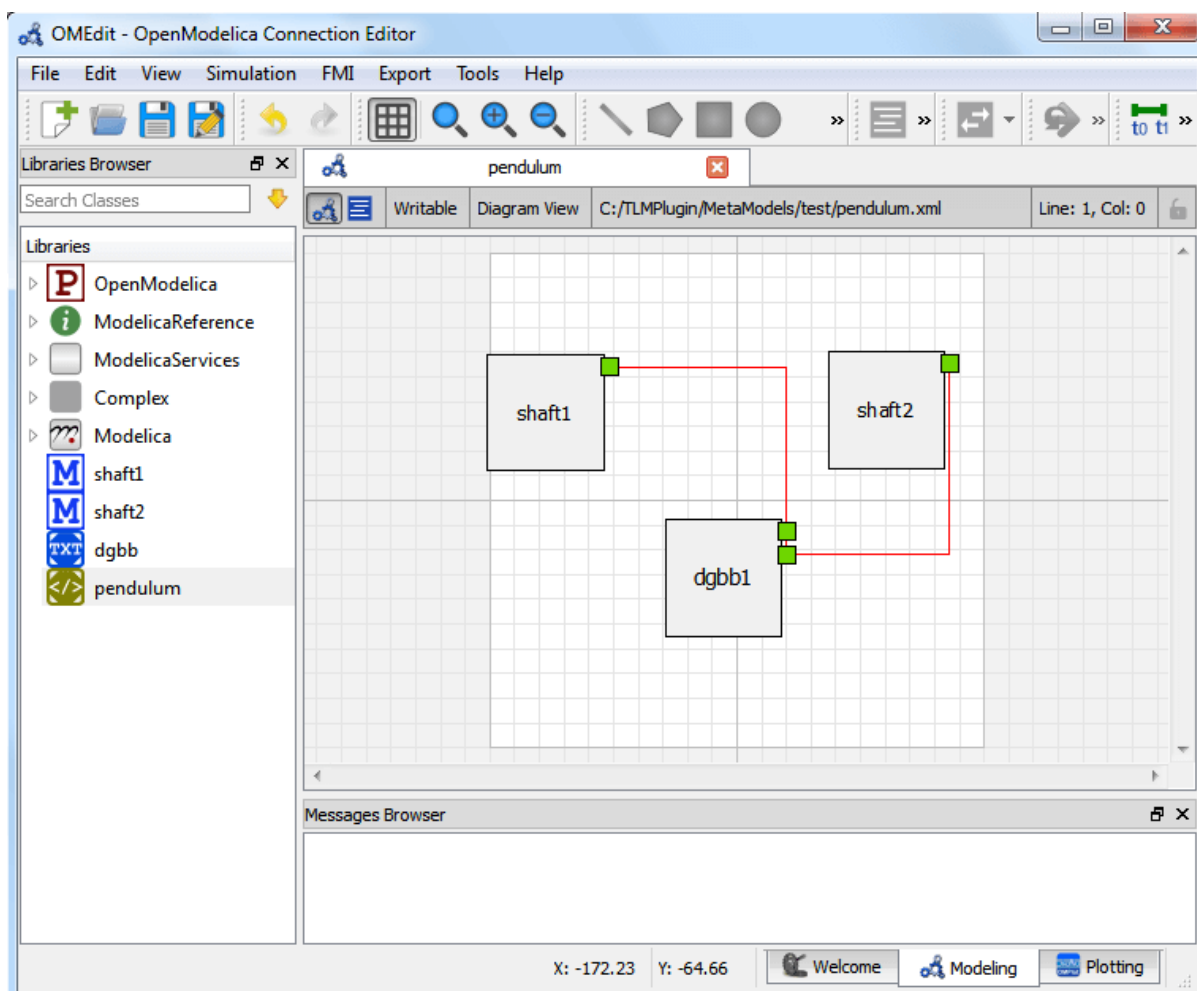 OMEdit - OpenModelica Connection Editor
File Edit View Simulation FMI Export Tools Help
» » » t0 t1 »
Libraries Browser
pendulum
Search Classes
Writable Diagram View C:/TLMPlugin/MetaModels/test/pendulum.xml Line: 1, Col: 0
Libraries
P OpenModelica
i ModelicaReference
ModelicaServices
Complex
Modelica
M shaft1
M shaft2
TXT dgbb
</> pendulum
shaft1
shaft2
dgbb1
Messages Browser
X: -172.23 Y: -64.66 Welcome Modeling Plotting